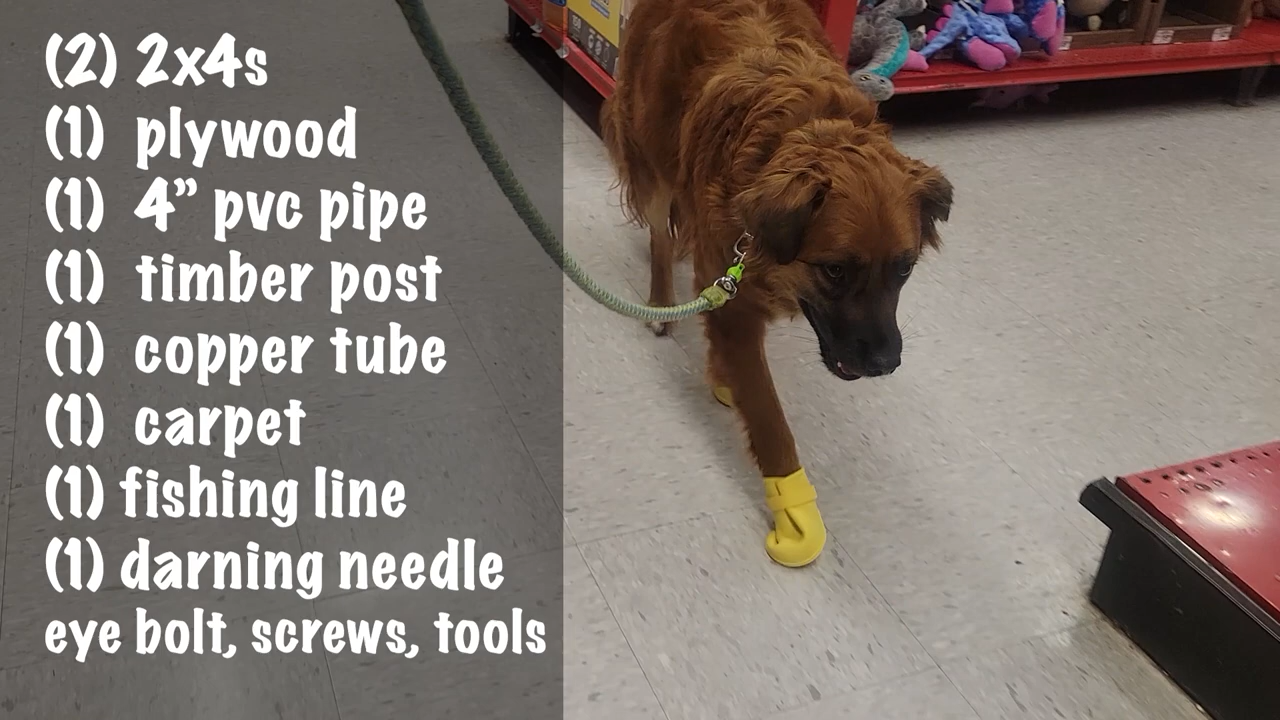 (2) 2x4s
(1) plywood
(1) 4” pvc pipe
(1) timber post
(1) copper tube
(1) carpet
(1) fishing line
(1) darning needle
eye bolt, screws, tools